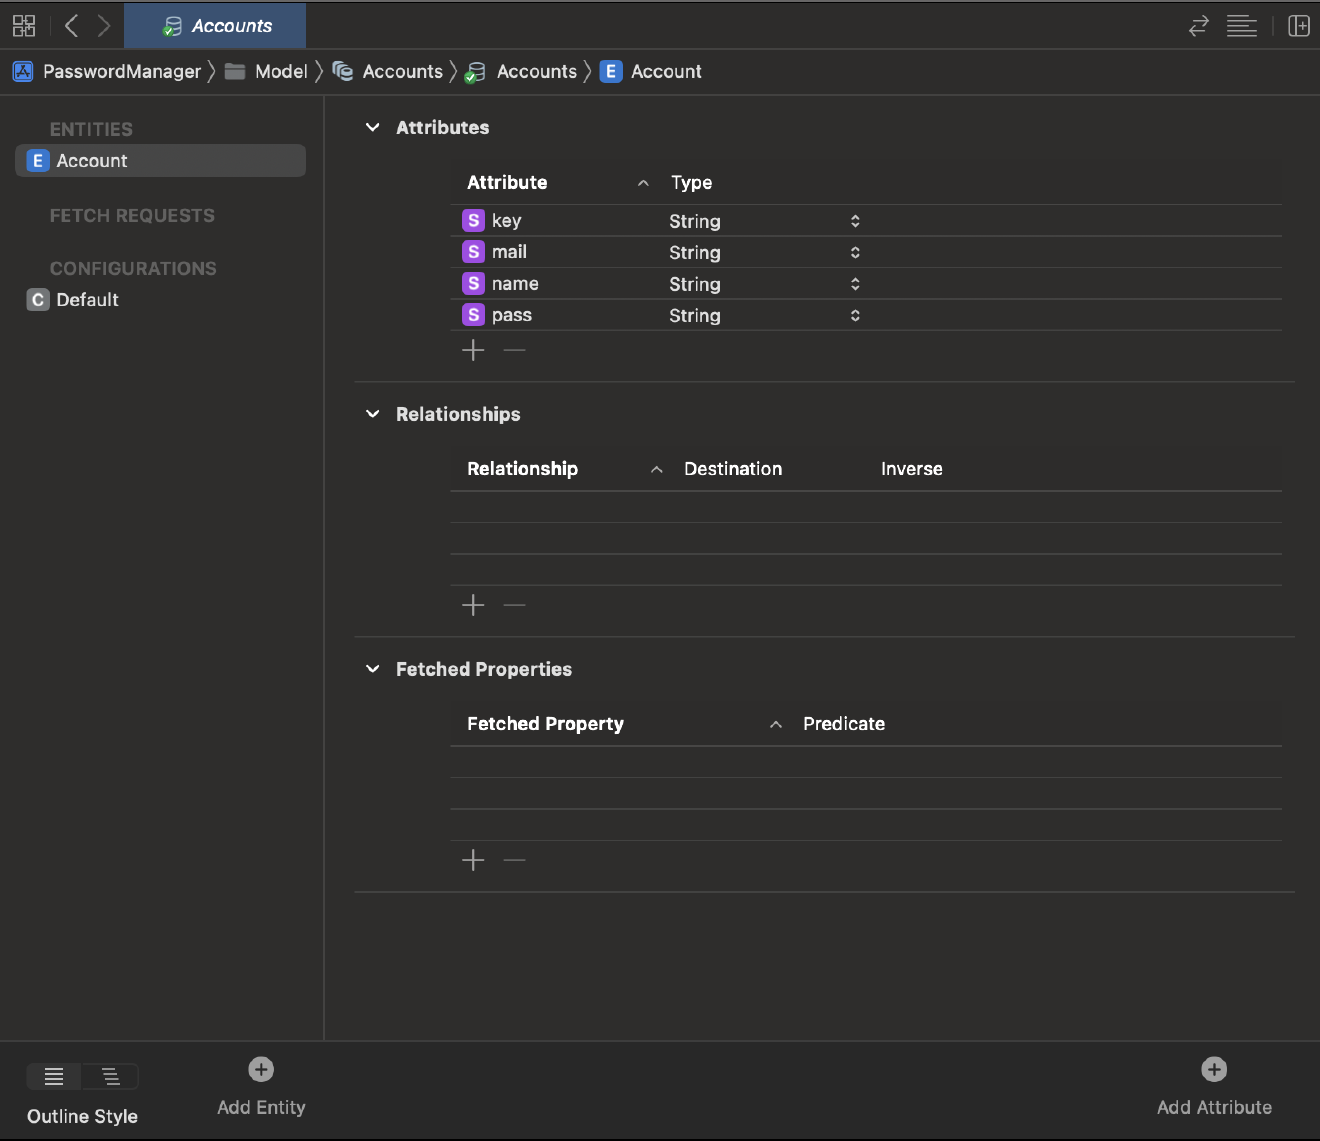 Accounts
PasswordManager Model Accounts Accounts E Account
ENTITIES
E Account
FETCH REQUESTS
CONFIGURATIONS
C Default
Attributes
Attribute Type
S key String
S mail String
S name String
S pass String
Relationships
Relationship Destination Inverse
Fetched Properties
Fetched Property Predicate
Outline Style
Add Entity
Add Attribute